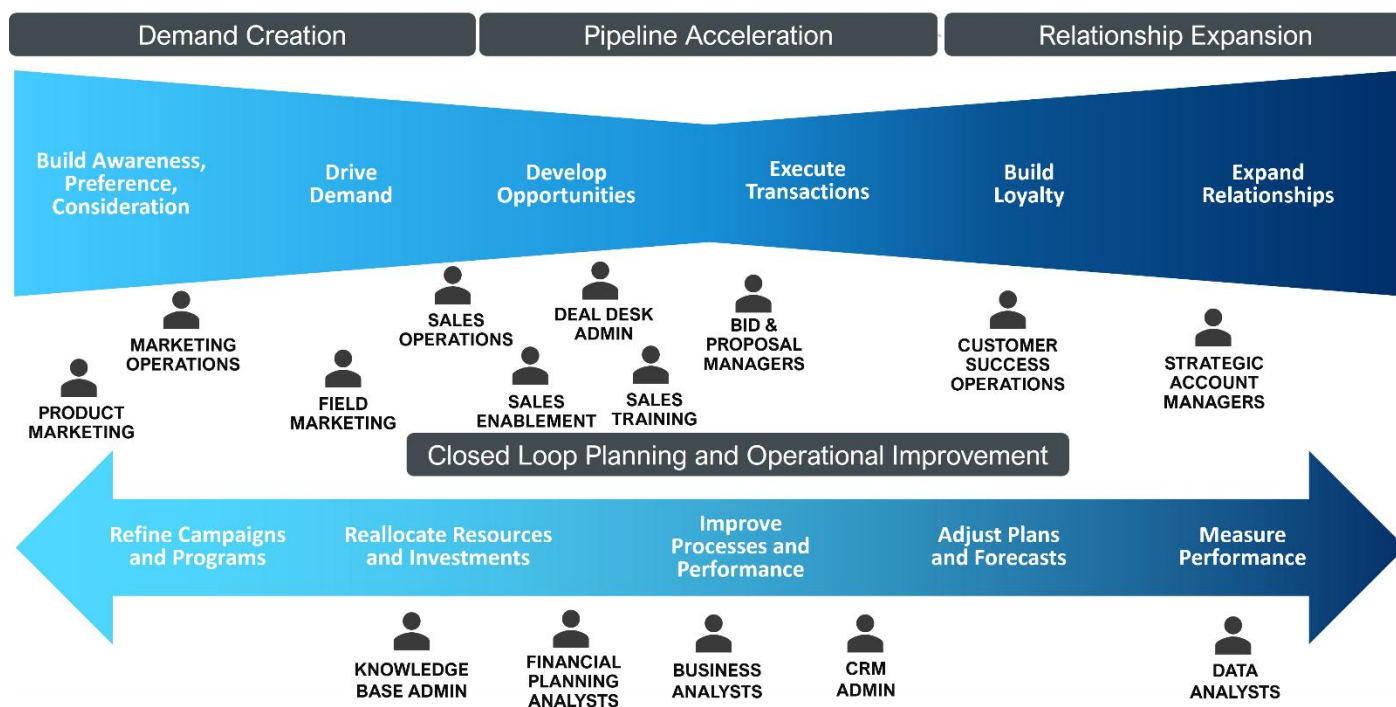 Demand Creation
Pipeline Acceleration
Relationship Expansion
Build Awareness,
Preference,
Consideration
Drive
Demand
Develop
Opportunities
Execute
Transactions
Build
Loyalty
Expand
Relationships
PRODUCT
MARKETING
MARKETING
OPERATIONS
FIELD
MARKETING
SALES
OPERATIONS
SALES
ENABLEMENT
DEAL DESK
ADMIN
SALES
TRAINING
BID &
PROPOSAL
MANAGERS
CUSTOMER
SUCCESS
OPERATIONS
STRATEGIC
ACCOUNT
MANAGERS
Closed Loop Planning and Operational Improvement
Refine Campaigns
and Programs
Reallocate Resources
and Investments
Improve
Processes and
Performance
Adjust Plans
and Forecasts
Measure
Performance
KNOWLEDGE
BASE ADMIN
FINANCIAL
PLANNING
ANALYSTS
BUSINESS
ANALYSTS
CRM
ADMIN
DATA
ANALYSTS